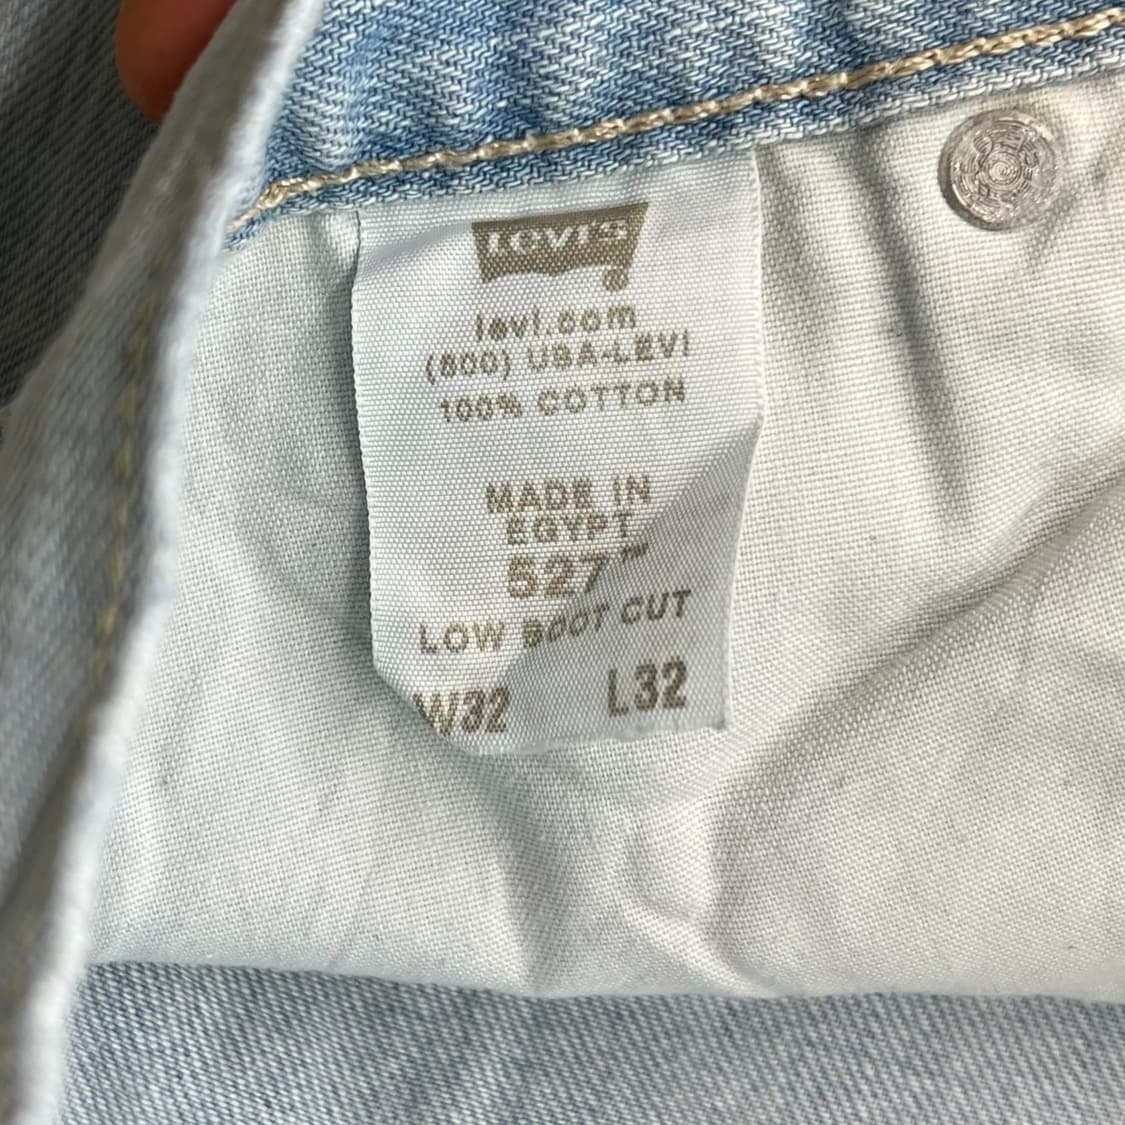 Levi's
levi.com
(800) USA-LEVI
100% COTTON
MADE IN
EGYPT
527™
LOW BOOT CUT
W32 L32